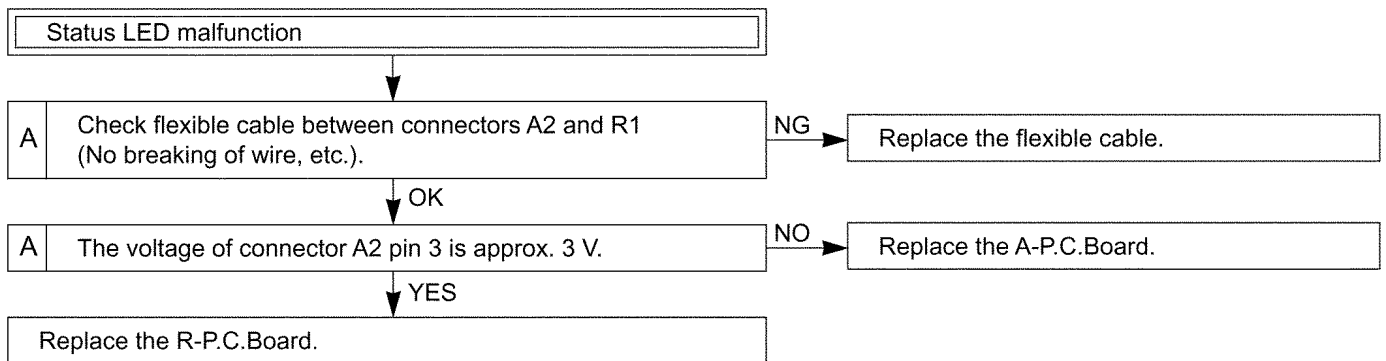 Status LED malfunction
A
Check flexible cable between connectors A2 and R1
(No breaking of wire, etc.).
NG
Replace the flexible cable.
OK
A
The voltage of connector A2 pin 3 is approx. 3 V.
NO
Replace the A-P.C.Board.
YES
Replace the R-P.C.Board.